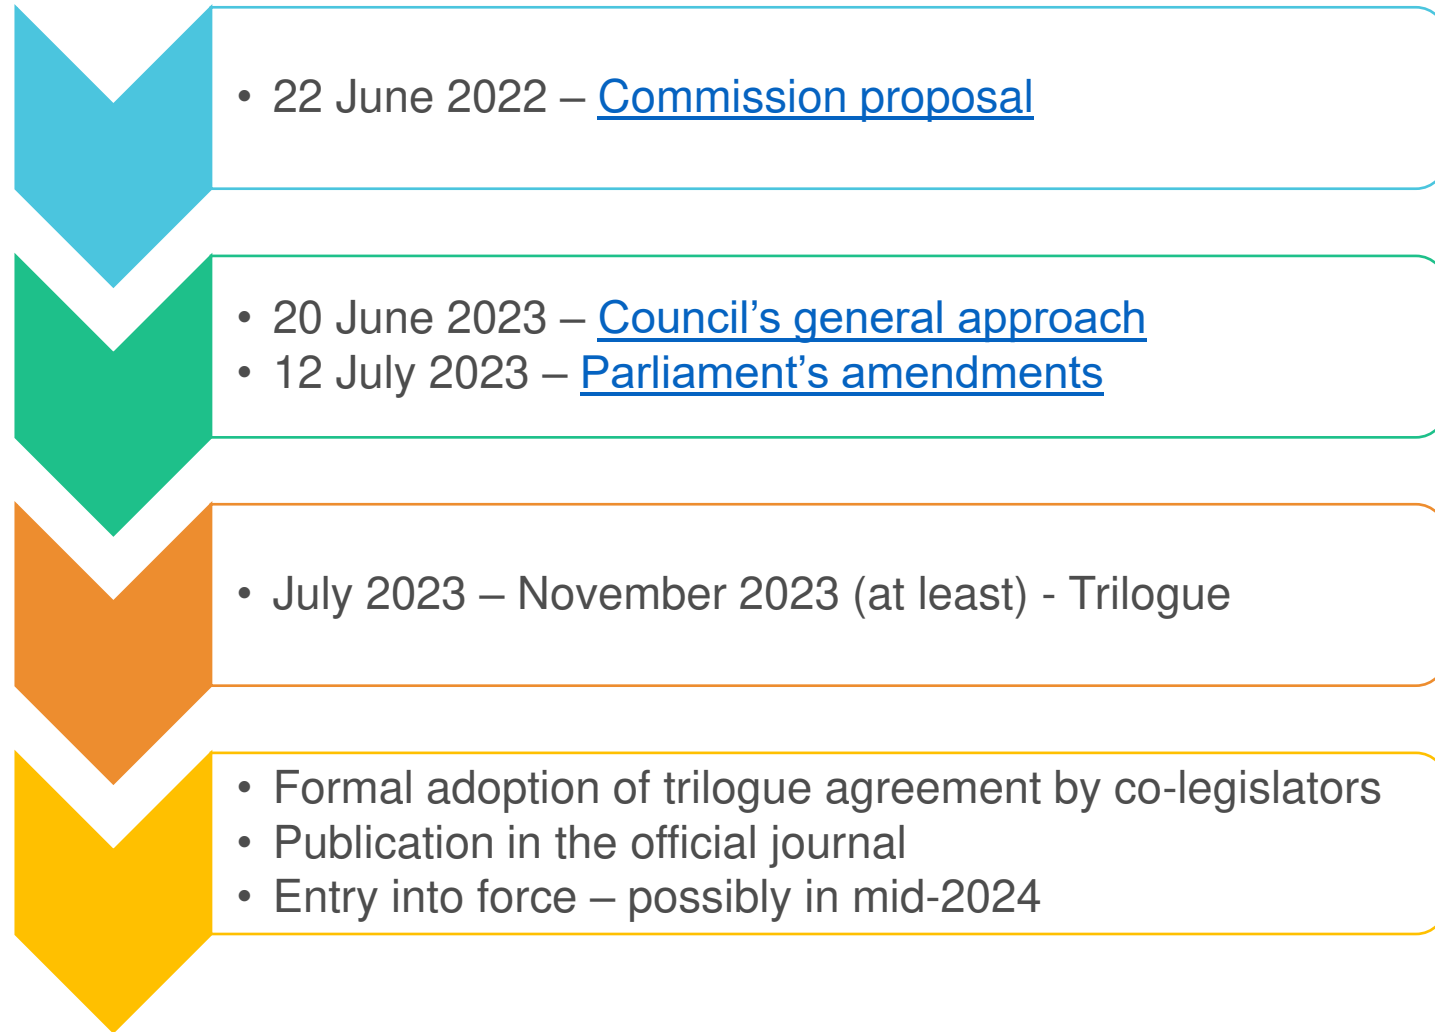 • 22 June 2022 – Commission proposal
• 20 June 2023 – Council’s general approach
• 12 July 2023 – Parliament’s amendments
• July 2023 – November 2023 (at least) - Trilogue
• Formal adoption of trilogue agreement by co-legislators
• Publication in the official journal
• Entry into force – possibly in mid-2024